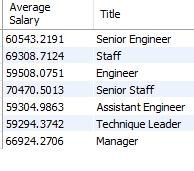 Average
Salary Title
60543.2191 Senior Engineer
69308.7124 Staff
59508.0751 Engineer
70470.5013 Senior Staff
59304.9863 Assistant Engineer
59294.3742 Technique Leader
66924.2706 Manager